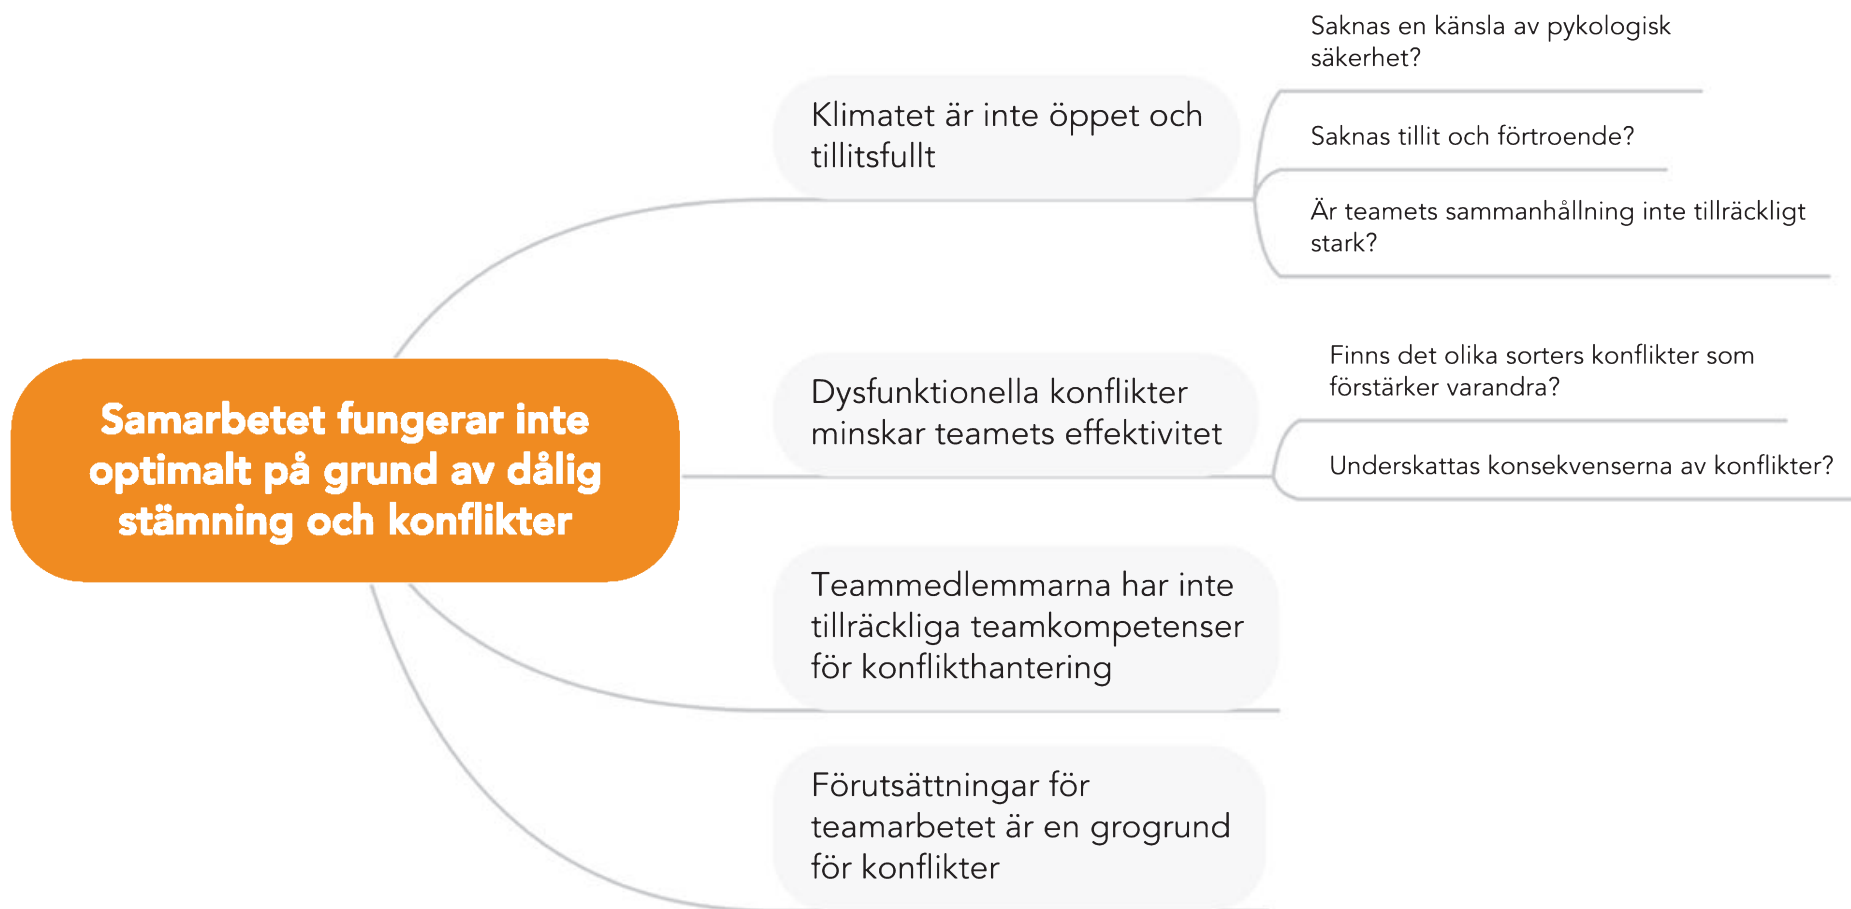 Saknas en känsla av pykologisk
säkerhet?
Klimatet är inte öppet och
tillitsfullt
Saknas tillit och förtroende?
Är teamets sammanhållning inte tillräckligt
stark?
Samarbetet fungerar inte
optimalt på grund av dålig
stämning och konflikter
Dysfunktionella konflikter
minskar teamets effektivitet
Finns det olika sorters konflikter som
förstärker varandra?
Underskattas konsekvenserna av konflikter?
Teammedlemmarna har inte
tillräckliga teamkompetenser
för konflikthantering
Förutsättningar för
teamarbetet är en grogrund
för konflikter